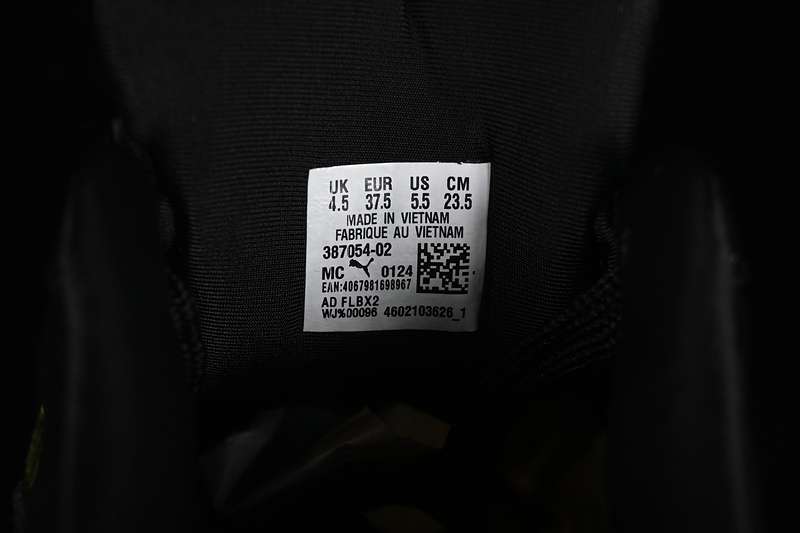 UK EUR US CM
4.5 37.5 5.5 23.5
MADE IN VIETNAM
FABRIQUE AU VIETNAM
387054-02
MC 0124
EAN:4067981698967
AD FLBX2
WJ%00096 4602103626_1